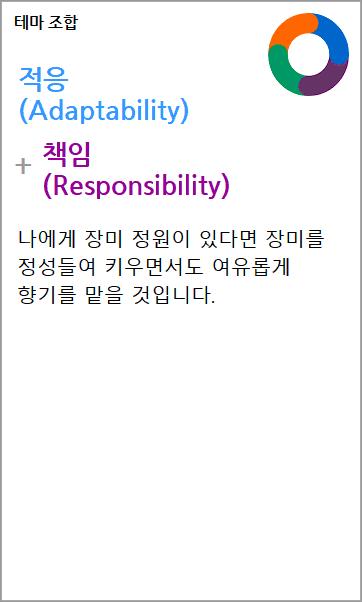 테마 조합
적응
(Adaptability)
+ 책임
(Responsibility)
나에게 장미 정원이 있다면 장미를
정성들여 키우면서도 여유롭게
향기를 맡을 것입니다.